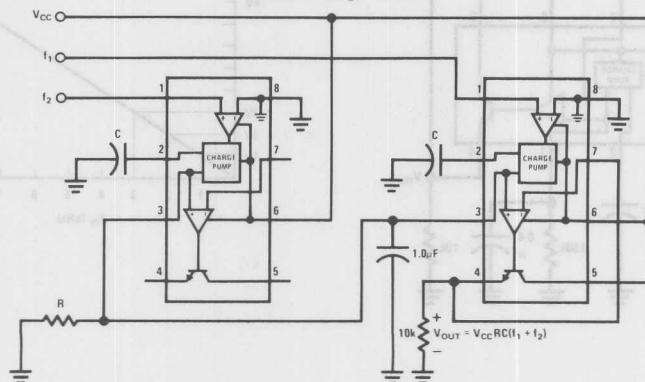 VCC
f1
f2
1
8
C
2
CHARGE PUMP
7
3
6
4
5
R
1
8
C
2
CHARGE PUMP
7
3
6
1.0μF
4
5
10k
+
VOUT = VCCRC(f1 + f2)
−